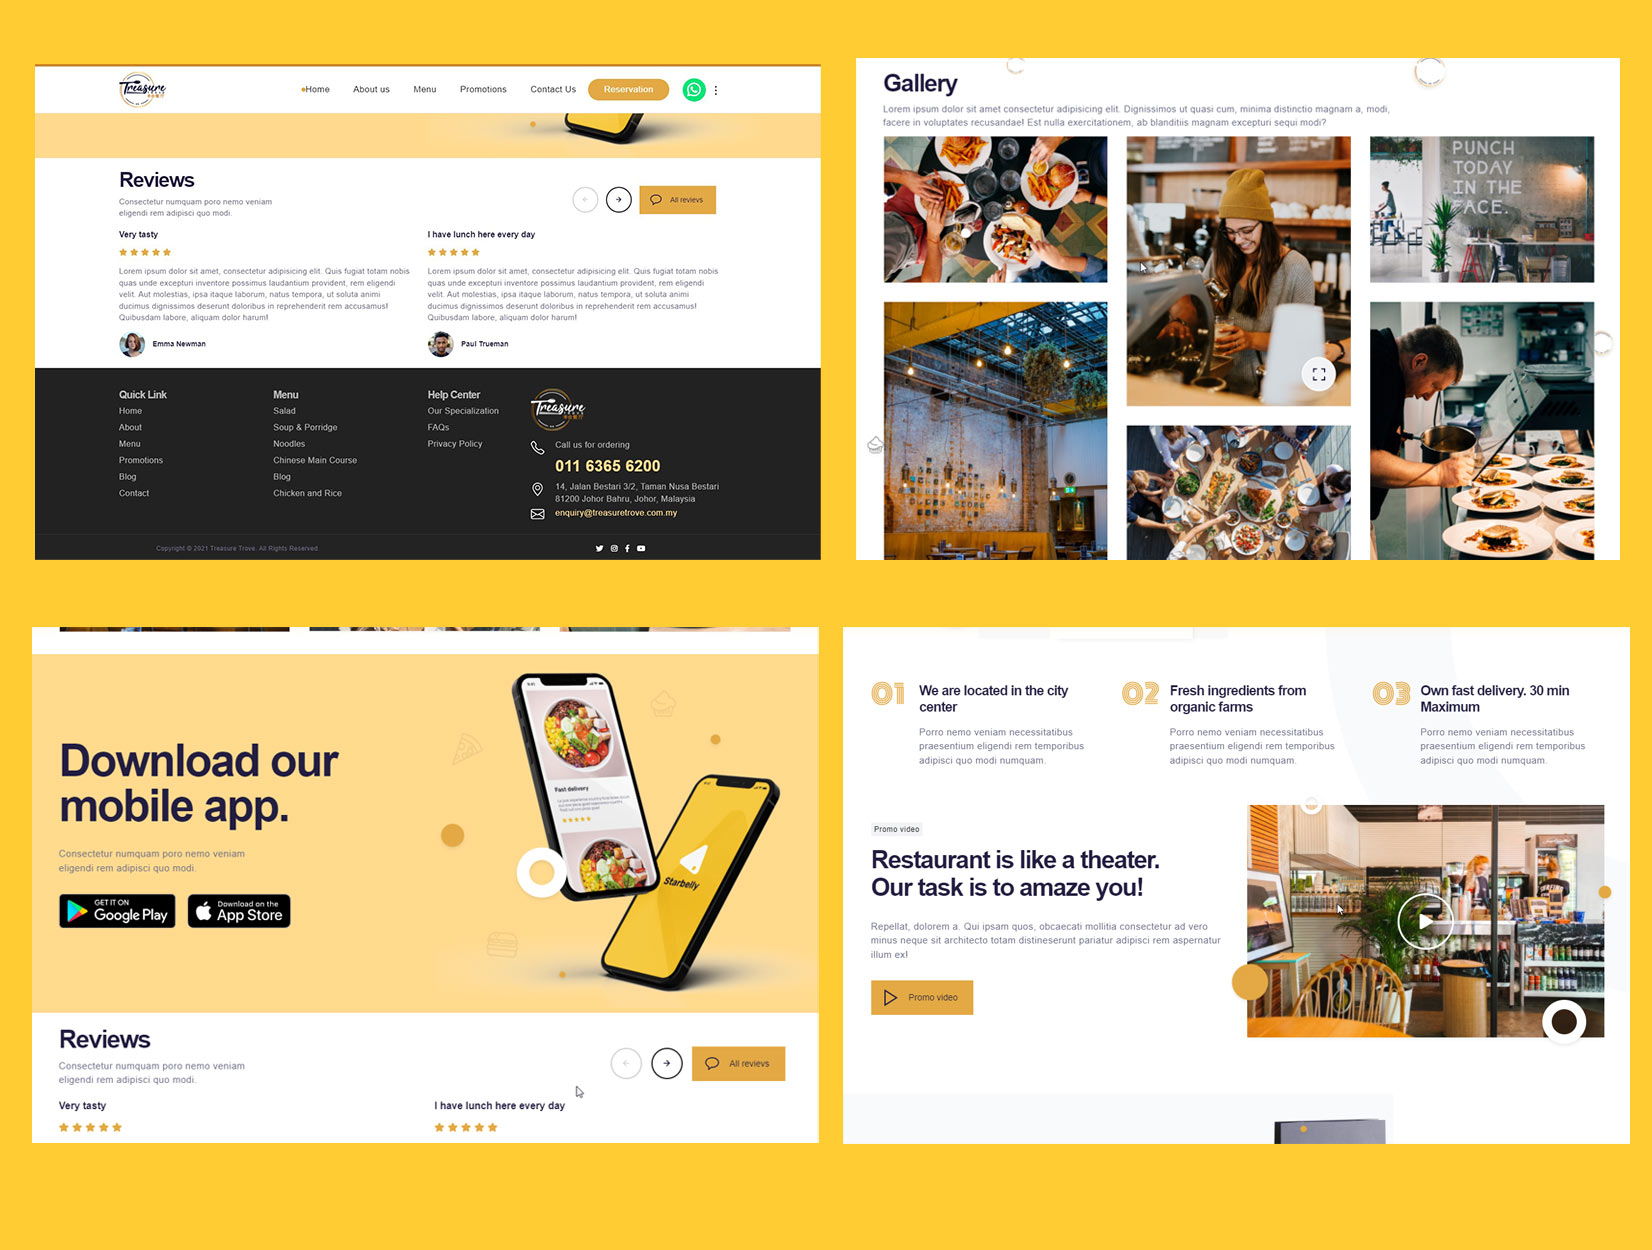 Treasure
TROVE
Home
About us
Menu
Promotions
Contact Us
Reservation
Reviews
Consectetur numquam poro nemo veniam
eligendi rem adipisci quo modi.
All revievs
Very tasty
Lorem ipsum dolor sit amet, consectetur adipisicing elit. Quis fugiat totam nobis
quas unde excepturi inventore possimus laudantium provident, rem eligendi
velit. Aut molestias, ipsa itaque laborum, natus tempora, ut soluta animi
ducimus dignissimos deserunt doloribus in reprehenderit rem accusamus!
Quibusdam labore, aliquam dolor harum!
Emma Newman
I have lunch here every day
Lorem ipsum dolor sit amet, consectetur adipisicing elit. Quis fugiat totam nobis
quas unde excepturi inventore possimus laudantium provident, rem eligendi
velit. Aut molestias, ipsa itaque laborum, natus tempora, ut soluta animi
ducimus dignissimos deserunt doloribus in reprehenderit rem accusamus!
Quibusdam labore, aliquam dolor harum!
Paul Trueman
Quick Link
Home
About
Menu
Promotions
Blog
Contact
Menu
Salad
Soup & Porridge
Noodles
Chinese Main Course
Blog
Chicken and Rice
Help Center
Our Specialization
FAQs
Privacy Policy
Treasure
TROVE
Call us for ordering
011 6365 6200
14, Jalan Bestari 3/2, Taman Nusa Bestari
81200 Johor Bahru, Johor, Malaysia
enquiry@treasuretrove.com.my
Copyright © 2021 Treasure Trove. All Rights Reserved.
Gallery
Lorem ipsum dolor sit amet consectetur adipisicing elit. Dignissimos ut quasi cum, minima distinctio magnam a, modi,
facere in voluptates recusandae! Est nulla exercitationem, ab blanditiis magnam excepturi sequi modi?
PUNCH
TODAY
IN THE
FACE.
Download our
mobile app.
Consectetur numquam poro nemo veniam
eligendi rem adipisci quo modi.
GET IT ON
Google Play
Download on the
App Store
Fast delivery
Starbelly
Reviews
Consectetur numquam poro nemo veniam
eligendi rem adipisci quo modi.
All revievs
Very tasty
I have lunch here every day
01
We are located in the city
center
Porro nemo veniam necessitatibus
praesentium eligendi rem temporibus
adipisci quo modi numquam.
02
Fresh ingredients from
organic farms
Porro nemo veniam necessitatibus
praesentium eligendi rem temporibus
adipisci quo modi numquam.
03
Own fast delivery. 30 min
Maximum
Porro nemo veniam necessitatibus
praesentium eligendi rem temporibus
adipisci quo modi numquam.
Promo video
Restaurant is like a theater.
Our task is to amaze you!
Repellat, dolorem a. Qui ipsam quos, obcaecati mollitia consectetur ad vero
minus neque sit architecto totam distineserunt pariatur adipisci rem aspernatur
illum ex!
Promo video